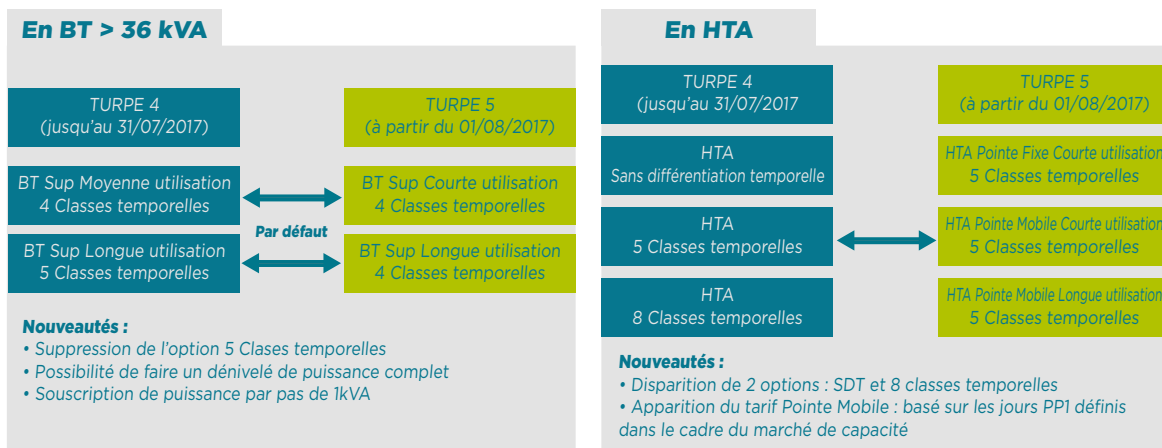 En BT > 36 kVA
TURPE 4
(jusqu'au 31/07/2017)
TURPE 5
(à partir du 01/08/2017)
BT Sup Moyenne utilisation
4 Classes temporelles
BT Sup Courte utilisation
4 Classes temporelles
Par défaut
BT Sup Longue utilisation
5 Classes temporelles
BT Sup Longue utilisation
4 Classes temporelles
Nouveautés :
• Suppression de l'option 5 Clases temporelles
• Possibilité de faire un dénivelé de puissance complet
• Souscription de puissance par pas de 1kVA
En HTA
TURPE 4
(jusqu'au 31/07/2017
TURPE 5
(à partir du 01/08/2017)
HTA
Sans différentiation temporelle
HTA Pointe Fixe Courte utilisation
5 Classes temporelles
HTA
5 Classes temporelles
HTA Pointe Mobile Courte utilisation
5 Classes temporelles
HTA
8 Classes temporelles
HTA Pointe Mobile Longue utilisation
5 Classes temporelles
Nouveautés :
• Disparition de 2 options : SDT et 8 classes temporelles
• Apparition du tarif Pointe Mobile : basé sur les jours PP1 définis
dans le cadre du marché de capacité